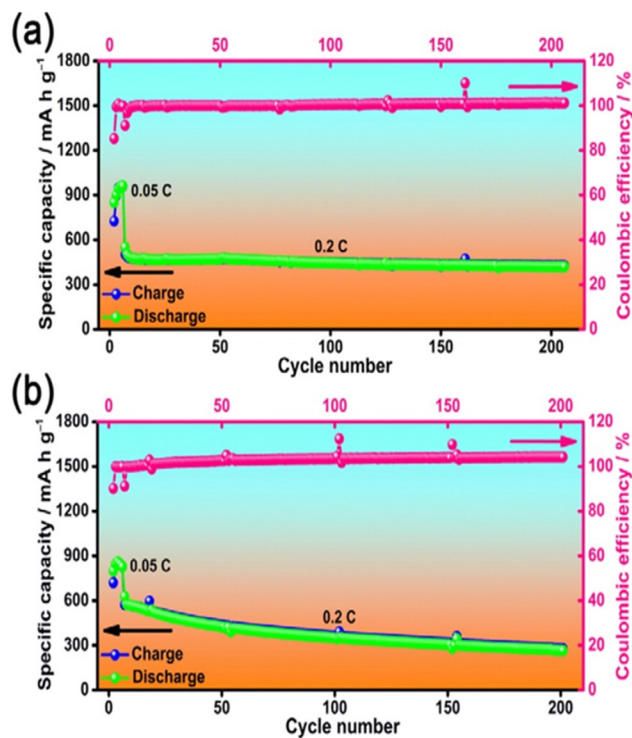 (a)
0 50 100 150 200
1800 120
1500 100
1200 80
900 60
600 40
300 20
0 0
0.05 C
0.2 C
Charge
Discharge
0 50 100 150 200
Cycle number
Specific capacity / mA h g⁻¹
Coulombic efficiency / %
(b)
0 50 100 150 200
1800 120
1500 100
1200 80
900 60
600 40
300 20
0 0
0.05 C
0.2 C
Charge
Discharge
0 50 100 150 200
Cycle number
Specific capacity / mA h g⁻¹
Coulombic efficiency / %